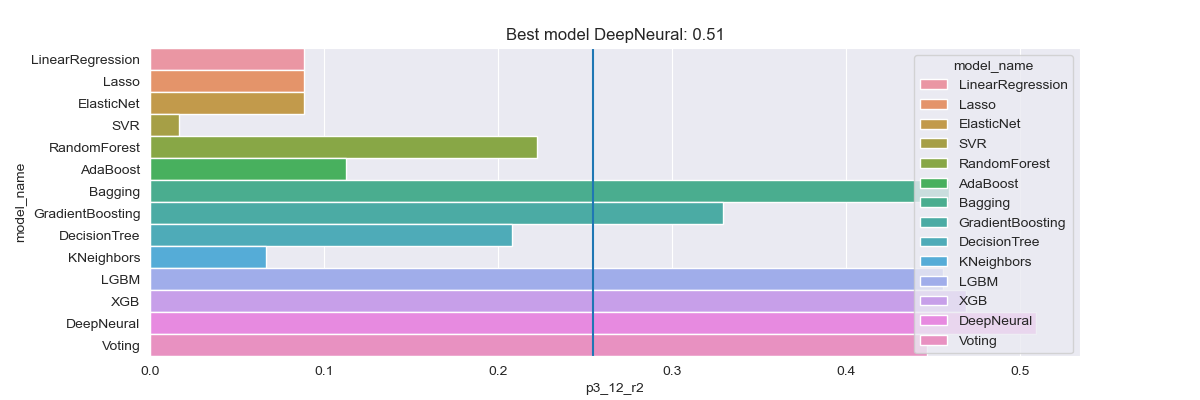 Best model DeepNeural: 0.51
model_name
LinearRegression
Lasso
ElasticNet
SVR
RandomForest
AdaBoost
Bagging
GradientBoosting
DecisionTree
KNeighbors
LGBM
XGB
DeepNeural
Voting
0.0 0.1 0.2 0.3 0.4 0.5
p3_12_r2
model_name
LinearRegression
Lasso
ElasticNet
SVR
RandomForest
AdaBoost
Bagging
GradientBoosting
DecisionTree
KNeighbors
LGBM
XGB
DeepNeural
Voting